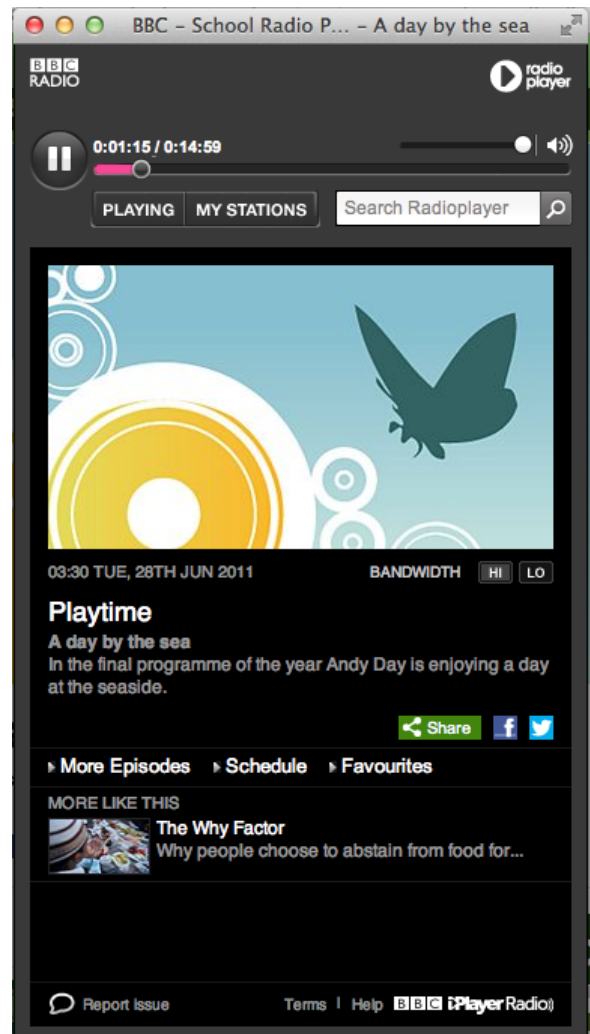 BBC – School Radio P... – A day by the sea
BBC
RADIO
radio
player
0:01:15 / 0:14:59
PLAYING MY STATIONS Search Radioplayer
03:30 TUE, 28TH JUN 2011 BANDWIDTH HI LO
Playtime
A day by the sea
In the final programme of the year Andy Day is enjoying a day
at the seaside.
Share f
More Episodes Schedule Favourites
MORE LIKE THIS
The Why Factor
Why people choose to abstain from food for...
Report issue Terms | Help BBC iPlayer Radio